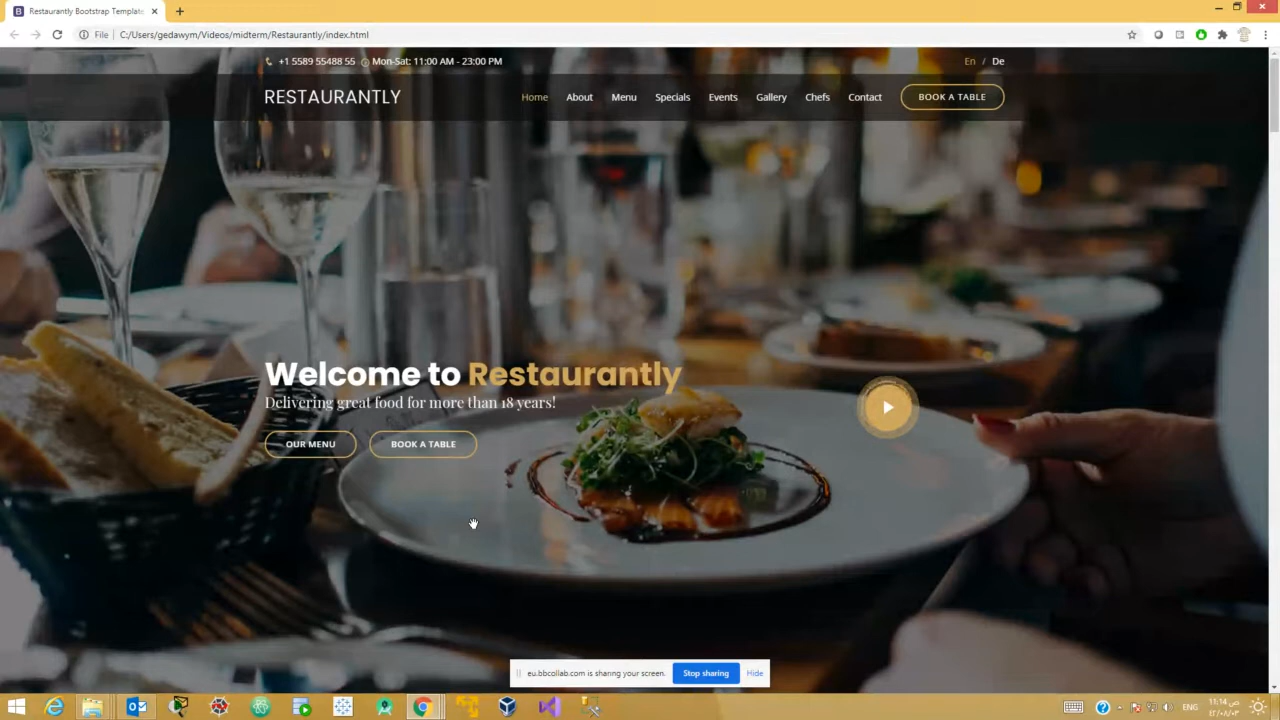 Restaurantly Bootstrap Template
File | C:/Users/gedawym/Videos/midterm/Restaurantly/index.html
+1 5589 55488 55 Mon-Sat: 11:00 AM - 23:00 PM
En / De
RESTAURANTLY
Home About Menu Specials Events Gallery Chefs Contact BOOK A TABLE
Welcome to Restaurantly
Delivering great food for more than 18 years!
OUR MENU BOOK A TABLE
eu.bbcollab.com is sharing your screen. Stop sharing Hide
ENG
11:14 ص